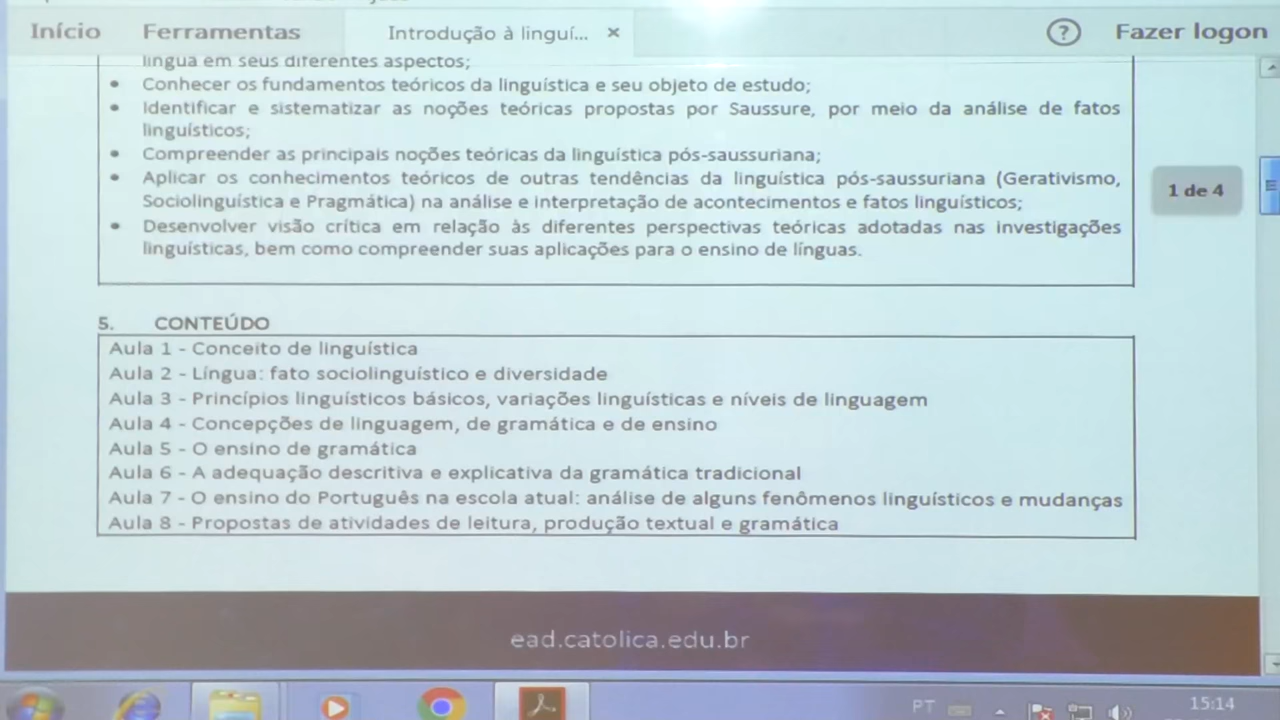 Início Ferramentas Introdução à linguí... × ? Fazer logon
língua em seus diferentes aspectos;
• Conhecer os fundamentos teóricos da linguística e seu objeto de estudo;
• Identificar e sistematizar as noções teóricas propostas por Saussure, por meio da análise de fatos
linguísticos;
• Compreender as principais noções teóricas da linguística pós-saussuriana;
• Aplicar os conhecimentos teóricos de outras tendências da linguística pós-saussuriana (Gerativismo,
Sociolinguística e Pragmática) na análise e interpretação de acontecimentos e fatos linguísticos;
1 de 4
• Desenvolver visão crítica em relação às diferentes perspectivas teóricas adotadas nas investigações
linguísticas, bem como compreender suas aplicações para o ensino de línguas.
5. CONTEÚDO
Aula 1 - Conceito de linguística
Aula 2 - Língua: fato sociolinguístico e diversidade
Aula 3 - Princípios linguísticos básicos, variações linguísticas e níveis de linguagem
Aula 4 - Concepções de linguagem, de gramática e de ensino
Aula 5 - O ensino de gramática
Aula 6 - A adequação descritiva e explicativa da gramática tradicional
Aula 7 - O ensino do Português na escola atual: análise de alguns fenômenos linguísticos e mudanças
Aula 8 - Propostas de atividades de leitura, produção textual e gramática
ead.catolica.edu.br
PT 15:14